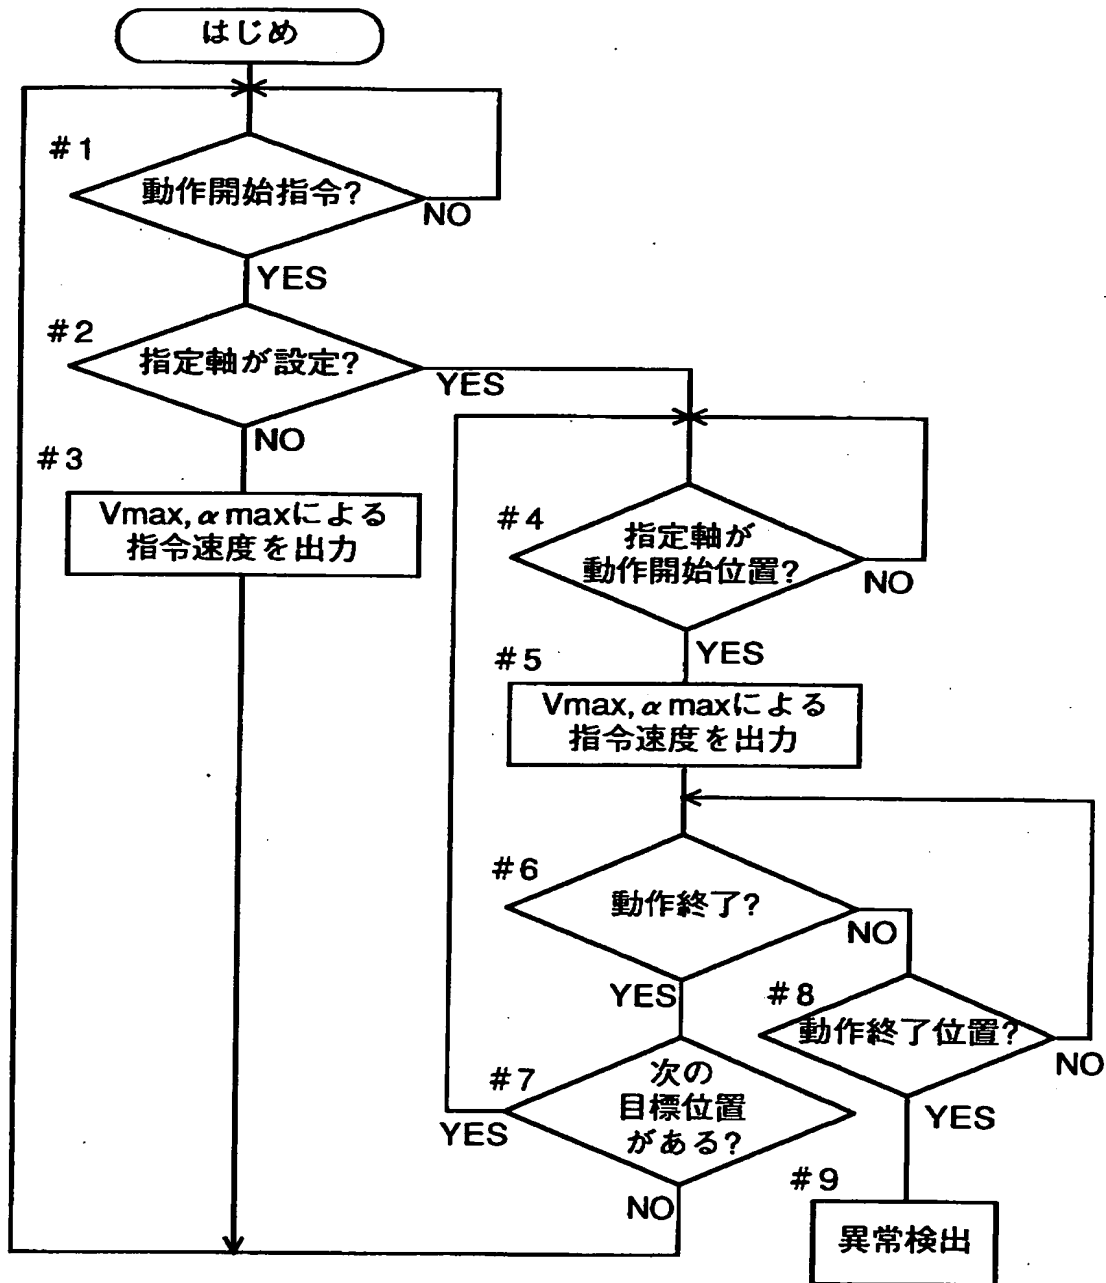 はじめ
#1
動作開始指令?
NO
YES
#2
指定軸が設定?
YES
NO
#3
Vmax,αmaxによる
指令速度を出力
#4
指定軸が
動作開始位置?
NO
YES
#5
Vmax,αmaxによる
指令速度を出力
#6
動作終了?
NO
YES
#8
動作終了位置?
NO
#7
次の
目標位置
がある?
YES
YES
#9
NO
異常検出